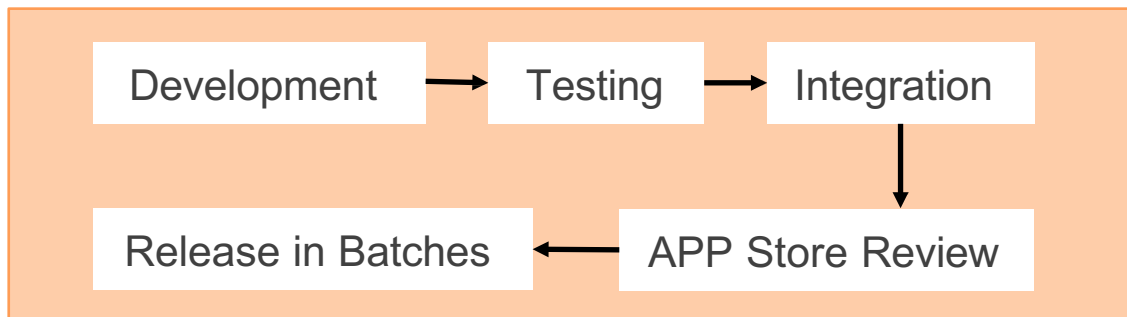 Development
Testing
Integration
APP Store Review
Release in Batches